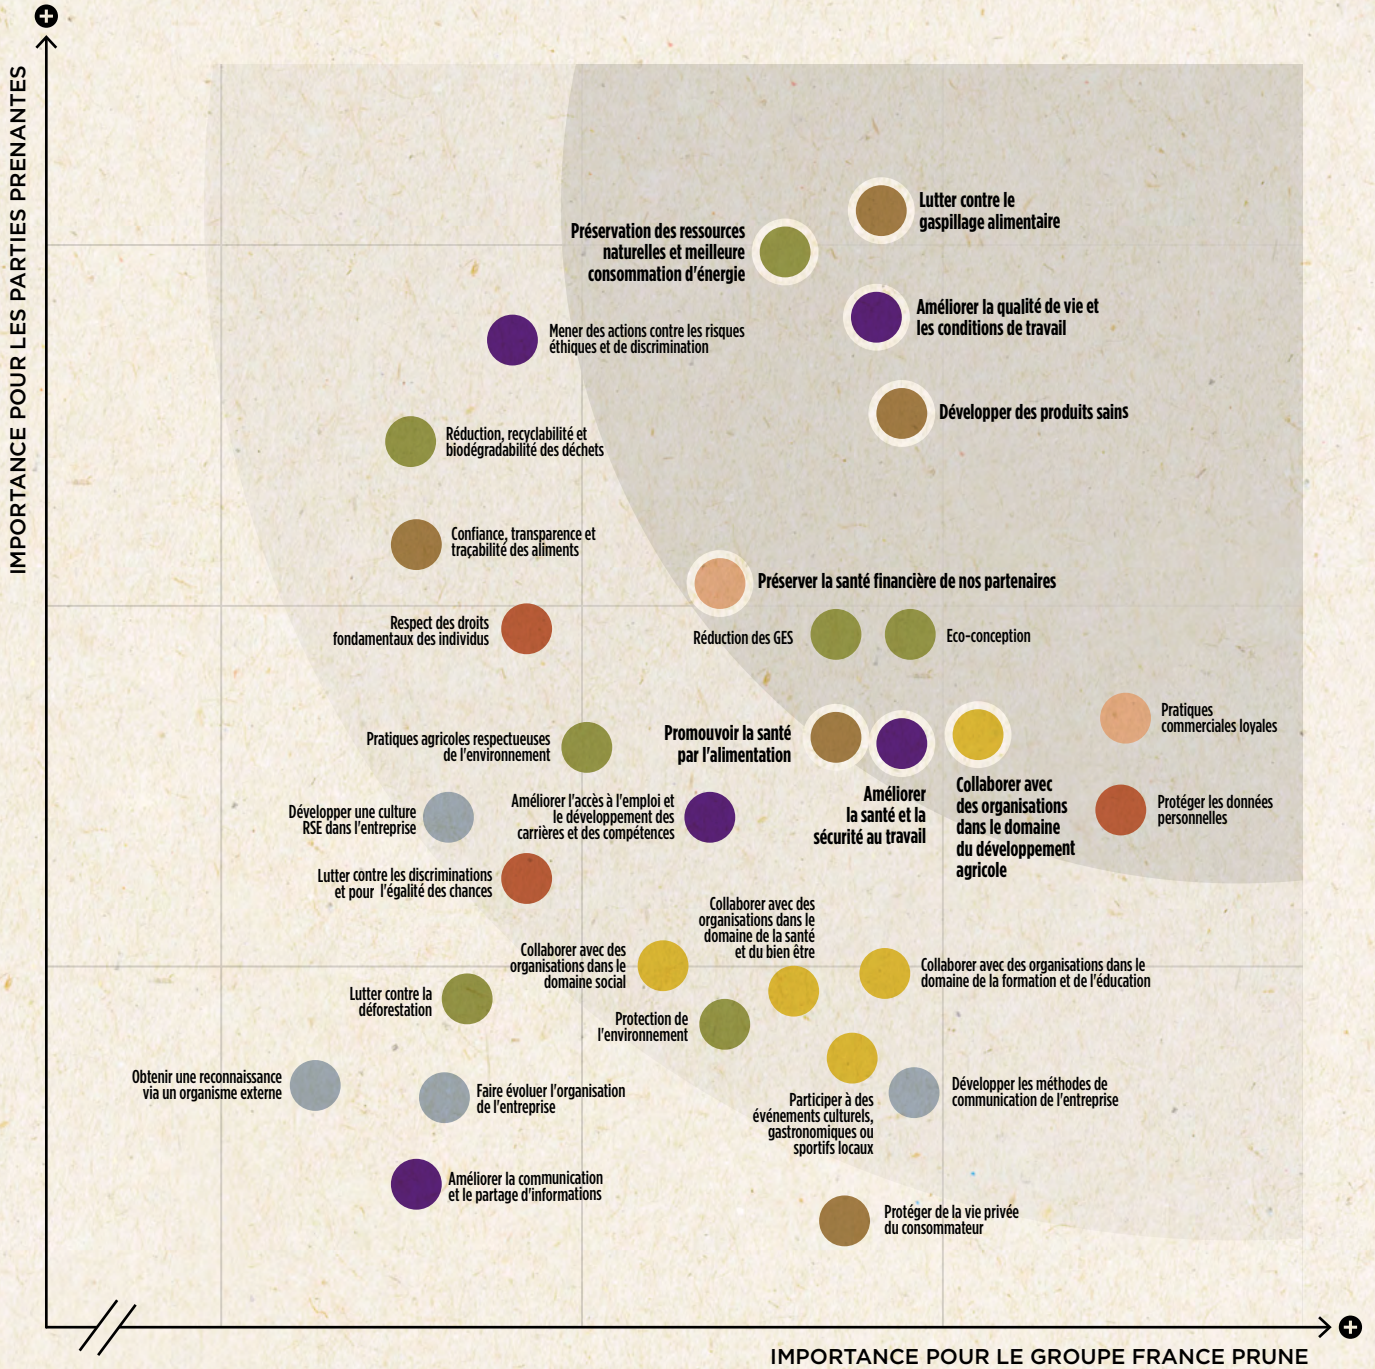 IMPORTANCE POUR LES PARTIES PRENANTES
Lutter contre le
gaspillage alimentaire
Préservation des ressources
naturelles et meilleure
consommation d'énergie
Améliorer la qualité de vie et
les conditions de travail
Mener des actions contre les risques
éthiques et de discrimination
Développer des produits sains
Réduction, recyclabilité et
biodégradabilité des déchets
Confiance, transparence et
traçabilité des aliments
Préserver la santé financière de nos partenaires
Respect des droits
fondamentaux des individus
Réduction des GES
Eco-conception
Pratiques
commerciales loyales
Promouvoir la santé
par l'alimentation
Pratiques agricoles respectueuses
de l'environnement
Améliorer
la santé et la
sécurité au travail
Collaborer avec
des organisations
dans le domaine
du développement
agricole
Protéger les données
personnelles
Développer une culture
RSE dans l'entreprise
Améliorer l'accès à l'emploi et
le développement des
carrières et des compétences
Lutter contre les discriminations
et pour l'égalité des chances
Collaborer avec des
organisations dans le
domaine de la santé
et du bien être
Collaborer avec des
organisations dans le
domaine social
Collaborer avec des organisations dans le
domaine de la formation et de l'éducation
Lutter contre la
déforestation
Protection de
l'environnement
Obtenir une reconnaissance
via un organisme externe
Faire évoluer l'organisation
de l'entreprise
Participer à des
événements culturels,
gastronomiques ou
sportifs locaux
Développer les méthodes de
communication de l'entreprise
Améliorer la communication
et le partage d'informations
Protéger de la vie privée
du consommateur
IMPORTANCE POUR LE GROUPE FRANCE PRUNE